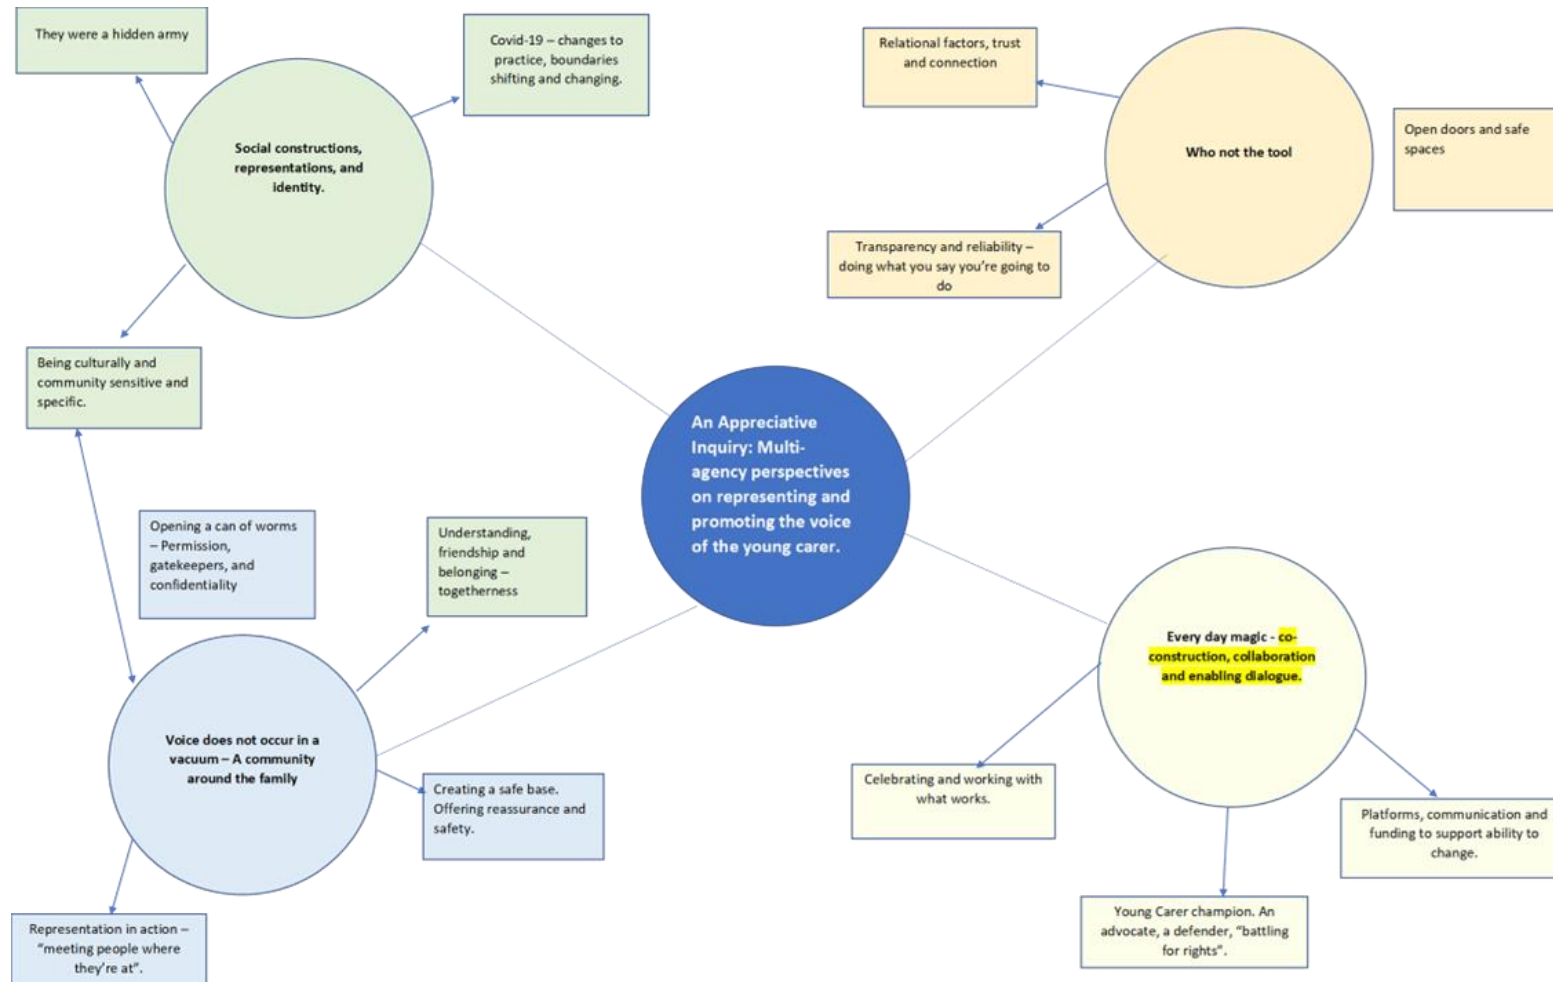 They were a hidden army
Covid-19 – changes to
practice, boundaries
shifting and changing.
Social constructions,
representations, and
identity.
Being culturally and
community sensitive and
specific.
Relational factors, trust
and connection
Who not the tool
Open doors and safe
spaces
Transparency and reliability –
doing what you say you’re going to
do
An Appreciative
Inquiry: Multi-
agency perspectives
on representing and
promoting the voice
of the young carer.
Opening a can of worms
– Permission,
gatekeepers, and
confidentiality
Understanding,
friendship and
belonging –
togetherness
Voice does not occur in a
vacuum – A community
around the family
Creating a safe base.
Offering reassurance and
safety.
Representation in action –
“meeting people where
they’re at”.
Every day magic - co-
construction, collaboration
and enabling dialogue.
Celebrating and working with
what works.
Platforms, communication and
funding to support ability to
change.
Young Carer champion. An
advocate, a defender, “battling
for rights”.